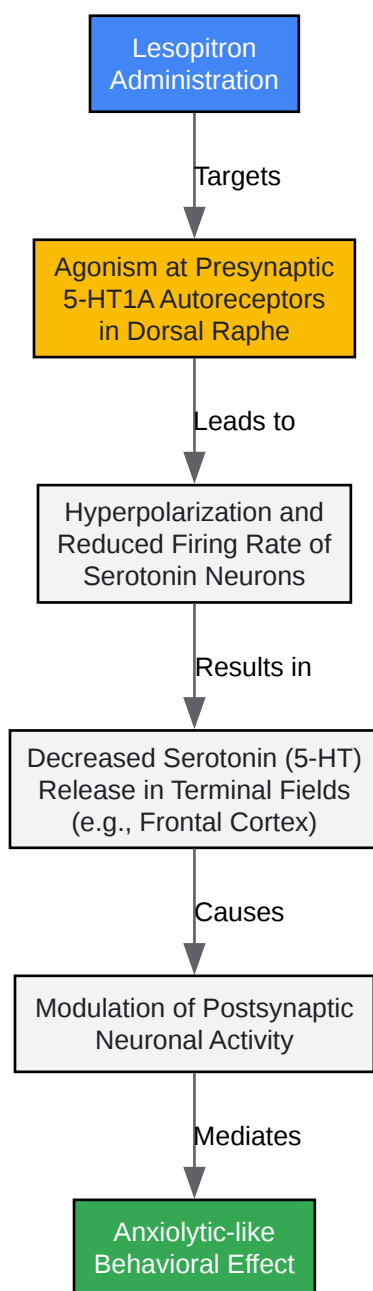 Lesopitron
Administration
Targets
Agonism at Presynaptic
5-HT1A Autoreceptors
in Dorsal Raphe
Leads to
Hyperpolarization and
Reduced Firing Rate of
Serotonin Neurons
Results in
Decreased Serotonin (5-HT)
Release in Terminal Fields
(e.g., Frontal Cortex)
Causes
Modulation of Postsynaptic
Neuronal Activity
Mediates
Anxiolytic-like
Behavioral Effect